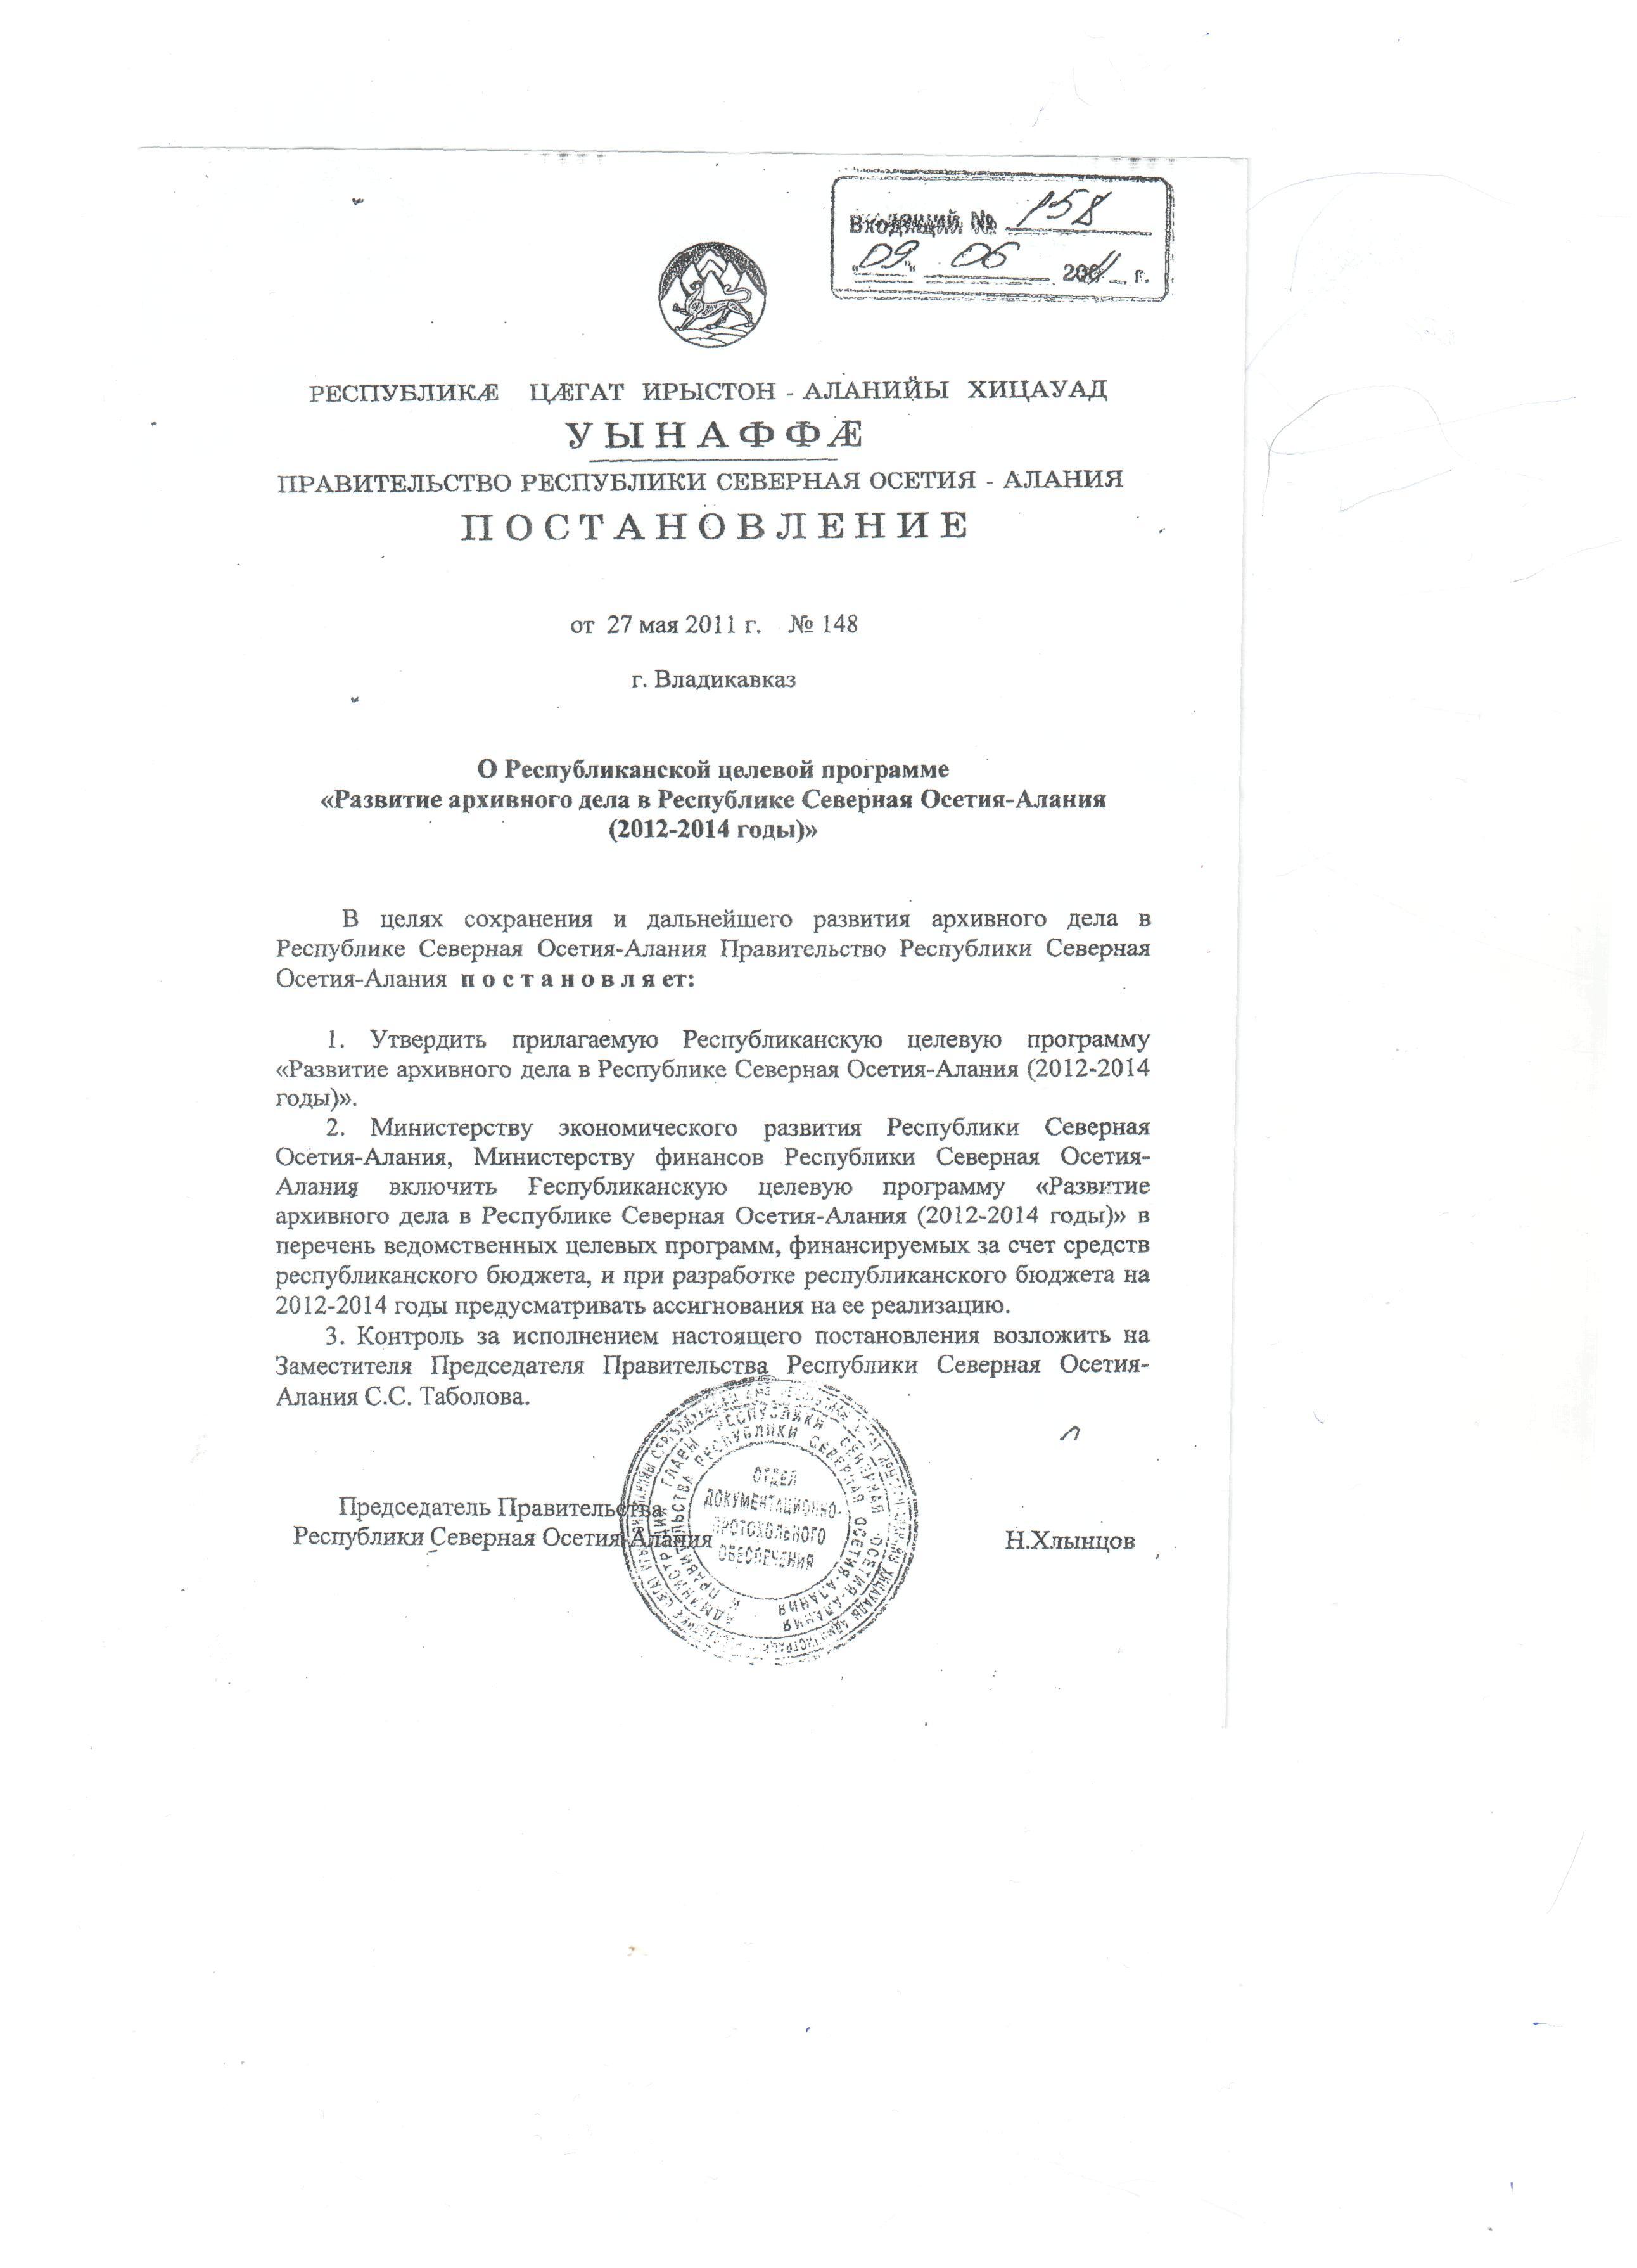 Входящий № 158
„09“ 06 2011 г.
РЕСПУБЛИКÆ ЦÆГАТ ИРЫСТОН - АЛАНИЙЫ ХИЦАУАД
УЫНАФФÆ
ПРАВИТЕЛЬСТВО РЕСПУБЛИКИ СЕВЕРНАЯ ОСЕТИЯ - АЛАНИЯ
ПОСТАНОВЛЕНИЕ
от 27 мая 2011 г. № 148
г. Владикавказ
О Республиканской целевой программе
«Развитие архивного дела в Республике Северная Осетия-Алания
(2012-2014 годы)»
В целях сохранения и дальнейшего развития архивного дела в
Республике Северная Осетия-Алания Правительство Республики Северная
Осетия-Алания п о с т а н о в л я ет:
1. Утвердить прилагаемую Республиканскую целевую программу
«Развитие архивного дела в Республике Северная Осетия-Алания (2012-2014
годы)».
2. Министерству экономического развития Республики Северная
Осетия-Алания, Министерству финансов Республики Северная Осетия-
Алания включить Республиканскую целевую программу «Развитие
архивного дела в Республике Северная Осетия-Алания (2012-2014 годы)» в
перечень ведомственных целевых программ, финансируемых за счет средств
республиканского бюджета, и при разработке республиканского бюджета на
2012-2014 годы предусматривать ассигнования на ее реализацию.
3. Контроль за исполнением настоящего постановления возложить на
Заместителя Председателя Правительства Республики Северная Осетия-
Алания С.С. Таболова.
Председатель Правительства
Республики Северная Осетия-Алания Н.Хлынцов
АДМИНИСТРАЦИЯ ГЛАВЫ РЕСПУБЛИКИ СЕВЕРНАЯ ОСЕТИЯ-АЛАНИЯ
И ПРАВИТЕЛЬСТВА РЕСПУБЛИКИ СЕВЕРНАЯ ОСЕТИЯ-АЛАНИЯ
ОТДЕЛ
ДОКУМЕНТАЦИОННО-
ПРОТОКОЛЬНОГО
ОБЕСПЕЧЕНИЯ